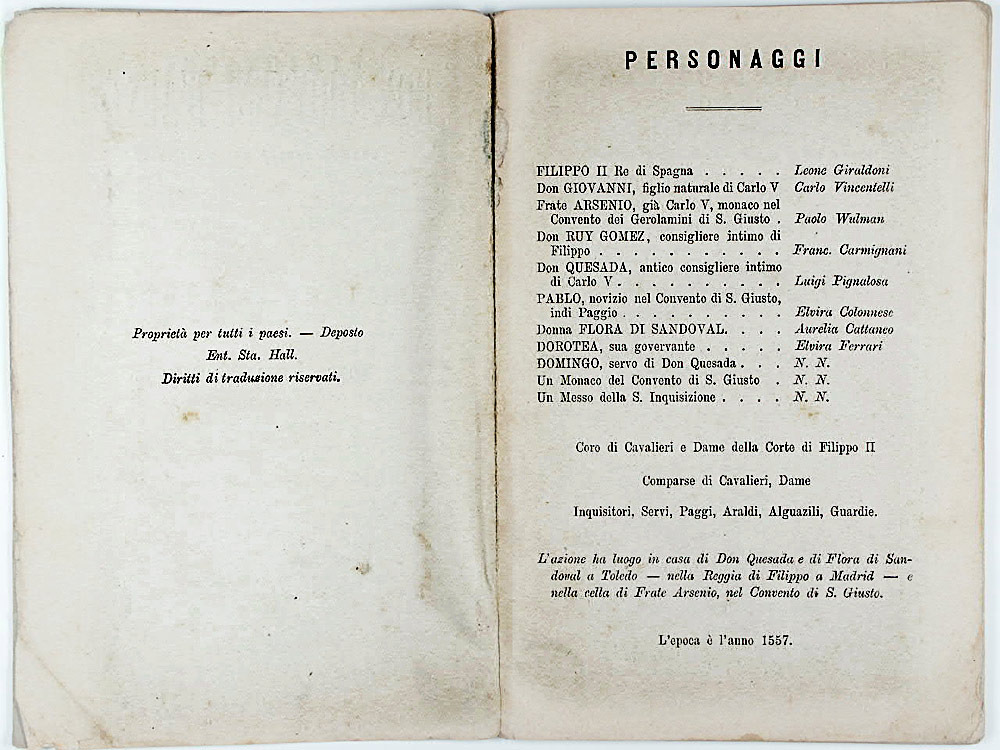 Proprietà per tutti i paesi. — Deposto
Ent. Sta. Hall.
Diritti di traduzione riservati.
PERSONAGGI
FILIPPO II Re di Spagna . . . . . Leone Giraldoni
Don GIOVANNI, figlio naturale di Carlo V Carlo Vincentelli
Frate ARSENIO, già Carlo V, monaco nel
Convento dei Gerolamini di S. Giusto . Paolo Wulman
Don RUY GOMEZ, consigliere intimo di
Filippo . . . . . . . . . . . Franc. Carmignani
Don QUESADA, antico consigliere intimo
di Carlo V . . . . . . . . . . Luigi Pignalosa
PABLO, novizio nel Convento di S. Giusto,
indi Paggio . . . . . . . . . . Elvira Colonnese
Donna FLORA DI SANDOVAL. . . . Aurelia Cattaneo
DOROTEA, sua governante . . . . . Elvira Ferrari
DOMINGO, servo di Don Quesada . . . N. N.
Un Monaco del Convento di S. Giusto . N. N.
Un Messo della S. Inquisizione . . . . N. N.
Coro di Cavalieri e Dame della Corte di Filippo II
Comparse di Cavalieri, Dame
Inquisitori, Servi, Paggi, Araldi, Alguazili, Guardie.
L'azione ha luogo in casa di Don Quesada e di Flora di San-
doval a Toledo — nella Reggia di Filippo a Madrid — e
nella cella di Frate Arsenio, nel Convento di S. Giusto.
L'epoca è l'anno 1557.